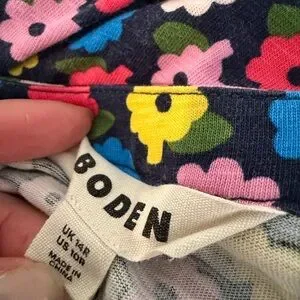 BODEN
UK 14R
US 10R
MADE IN
CHINA